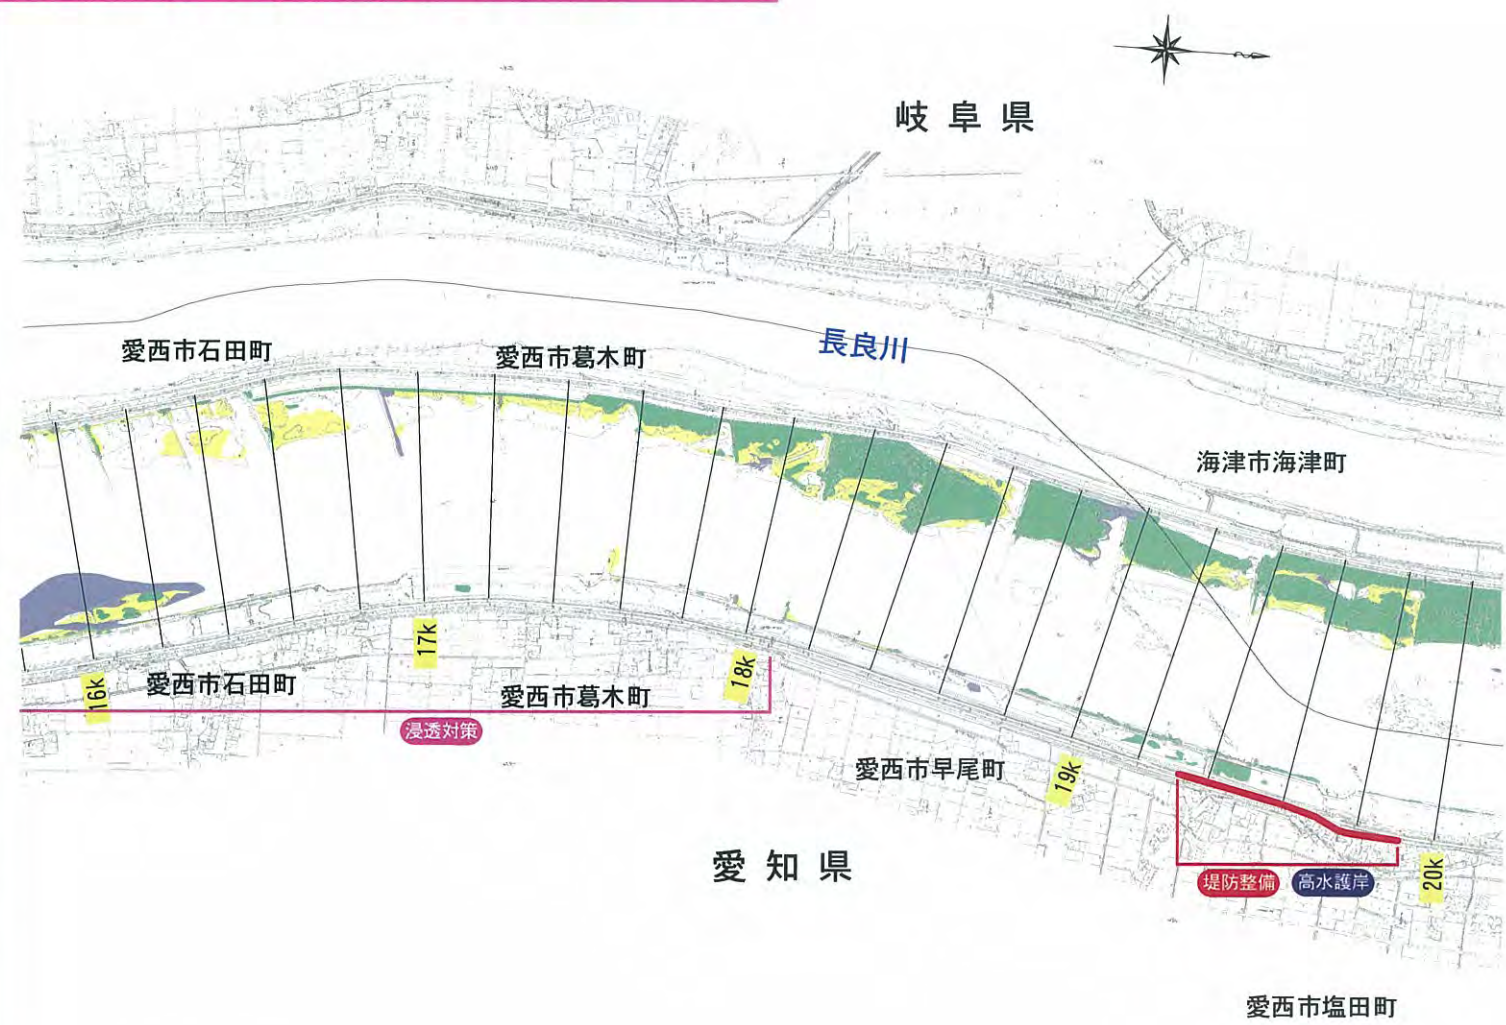 岐阜県
長良川
愛西市石田町
愛西市葛木町
海津市海津町
16k
17k
18k
愛西市石田町
愛西市葛木町
浸透対策
愛西市早尾町
19k
愛知県
堤防整備
高水護岸
20k
愛西市塩田町